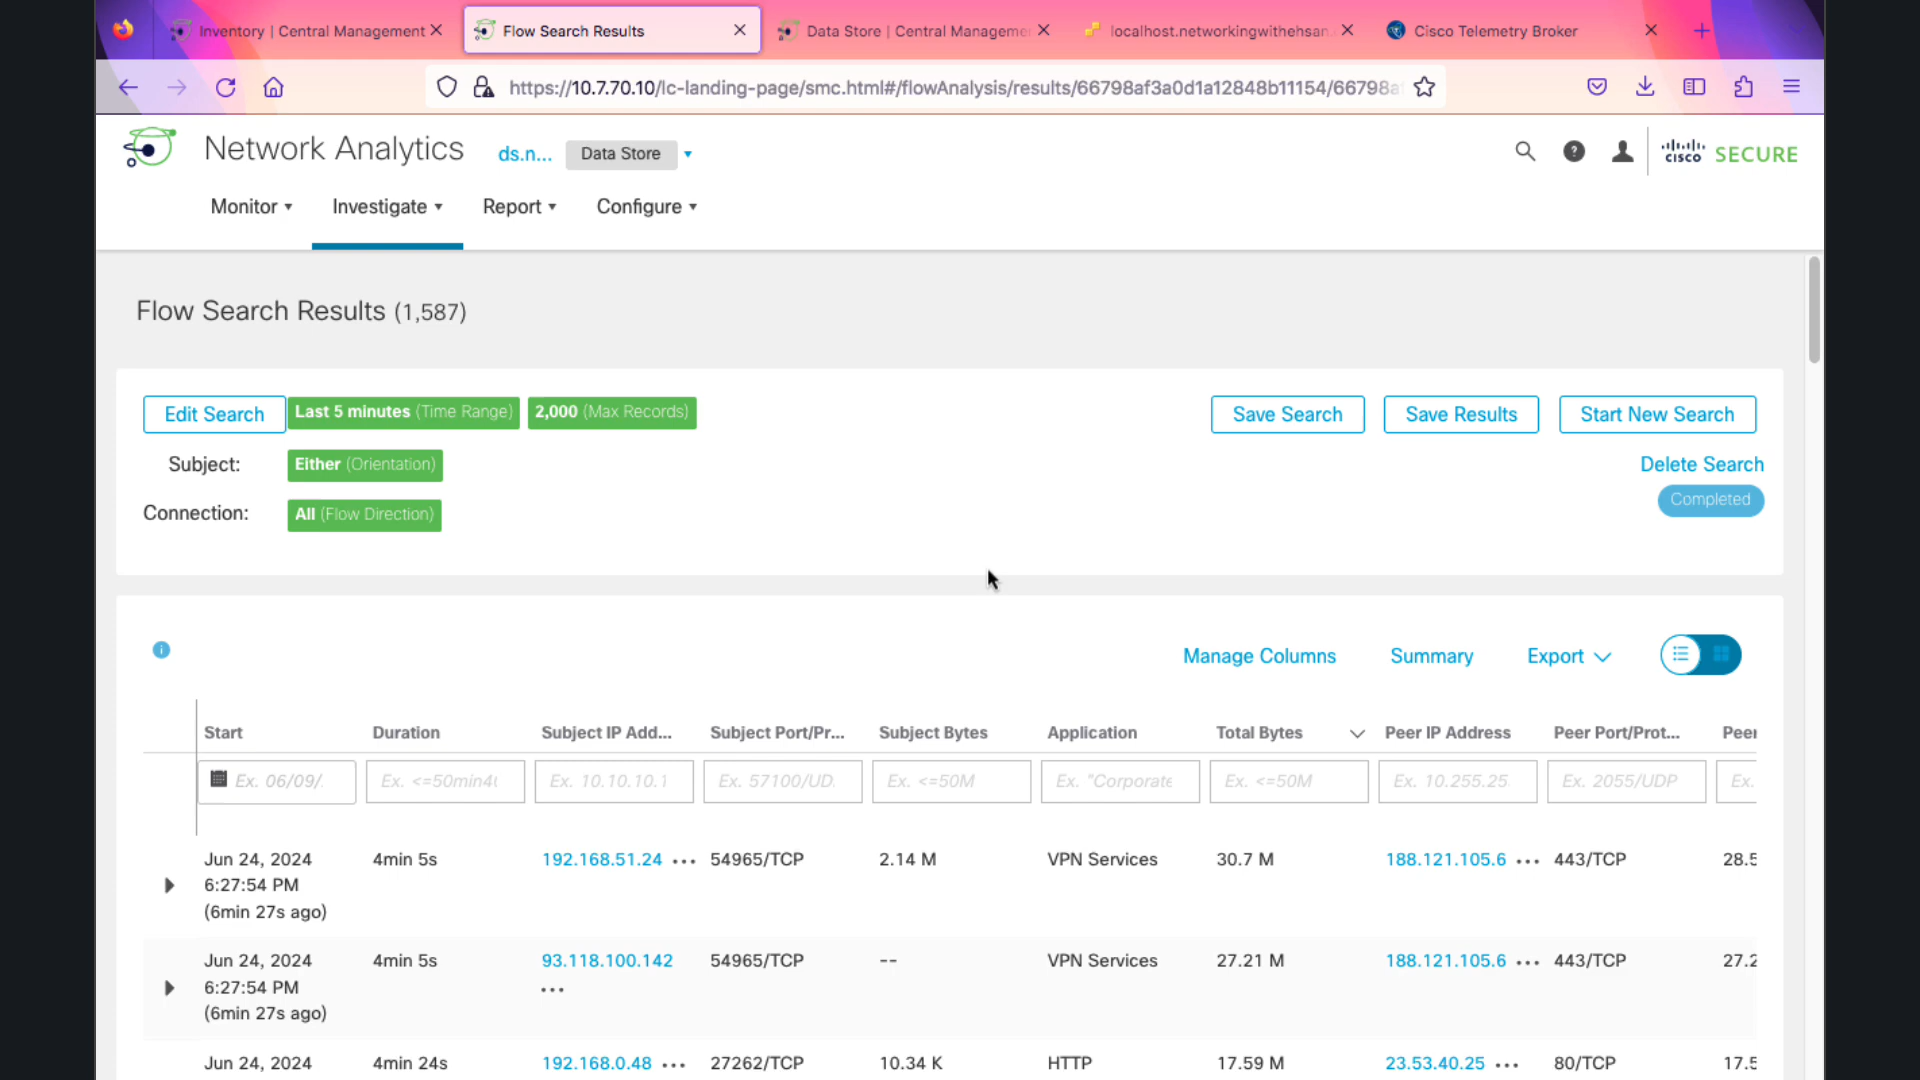 Inventory | Central Management
Flow Search Results
Data Store | Central Manageme
localhost.networkingwithehsan.
Cisco Telemetry Broker
https://10.7.70.10/lc-landing-page/smc.html#/flowAnalysis/results/66798af3a0d1a12848b11154/66798a
Network Analytics
ds.n...
Data Store
cisco SECURE
Monitor
Investigate
Report
Configure
Flow Search Results (1,587)
Edit Search
Last 5 minutes (Time Range)
2,000 (Max Records)
Save Search
Save Results
Start New Search
Subject:
Either (Orientation)
Delete Search
Completed
Connection:
All (Flow Direction)
Manage Columns
Summary
Export
Start
Duration
Subject IP Add...
Subject Port/Pr...
Subject Bytes
Application
Total Bytes
Peer IP Address
Peer Port/Prot...
Peer
Ex. 06/09/
Ex. <=50min4
Ex. 10.10.10.1
Ex. 57100/UD
Ex. <=50M
Ex. "Corporate
Ex. <=50M
Ex. 10.255.25
Ex. 2055/UDP
Ex.
Jun 24, 2024
6:27:54 PM
(6min 27s ago)
4min 5s
192.168.51.24 •••
54965/TCP
2.14 M
VPN Services
30.7 M
188.121.105.6 •••
443/TCP
28.5
Jun 24, 2024
6:27:54 PM
(6min 27s ago)
4min 5s
93.118.100.142
•••
54965/TCP
--
VPN Services
27.21 M
188.121.105.6 •••
443/TCP
27.2
Jun 24, 2024
4min 24s
192.168.0.48 •••
27262/TCP
10.34 K
HTTP
17.59 M
23.53.40.25 •••
80/TCP
17.5